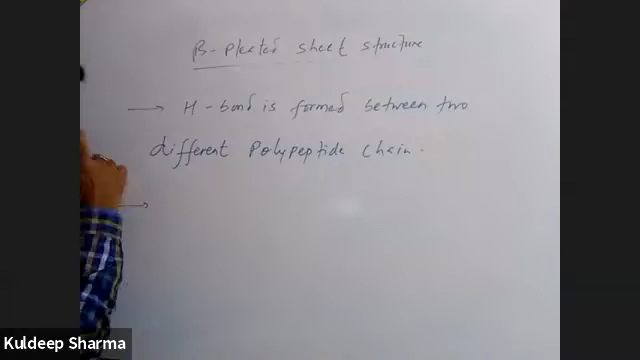 β-pleated sheet structure
→ H-bond is formed between two
different polypeptide chain.
→
Kuldeep Sharma